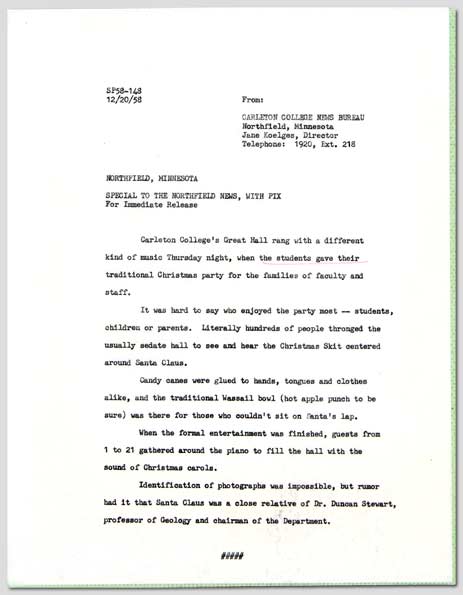 SP58-148
12/20/58
From:
CARLETON COLLEGE NEWS BUREAU
Northfield, Minnesota
Jane Koelges, Director
Telephone: 1920, Ext. 218
NORTHFIELD, MINNESOTA
SPECIAL TO THE NORTHFIELD NEWS, WITH PIX
For Immediate Release
Carleton College's Great Hall rang with a different
kind of music Thursday night, when the students gave their
traditional Christmas party for the families of faculty and
staff.
It was hard to say who enjoyed the party most -- students,
children or parents. Literally hundreds of people thronged the
usually sedate hall to see and hear the Christmas Skit centered
around Santa Claus.
Candy canes were glued to hands, tongues and clothes
alike, and the traditional Wassail bowl (hot apple punch to be
sure) was there for those who couldn't sit on Santa's lap.
When the formal entertainment was finished, guests from
1 to 21 gathered around the piano to fill the hall with the
sound of Christmas carols.
Identification of photographs was impossible, but rumor
had it that Santa Claus was a close relative of Dr. Duncan Stewart,
professor of Geology and chairman of the Department.
#####